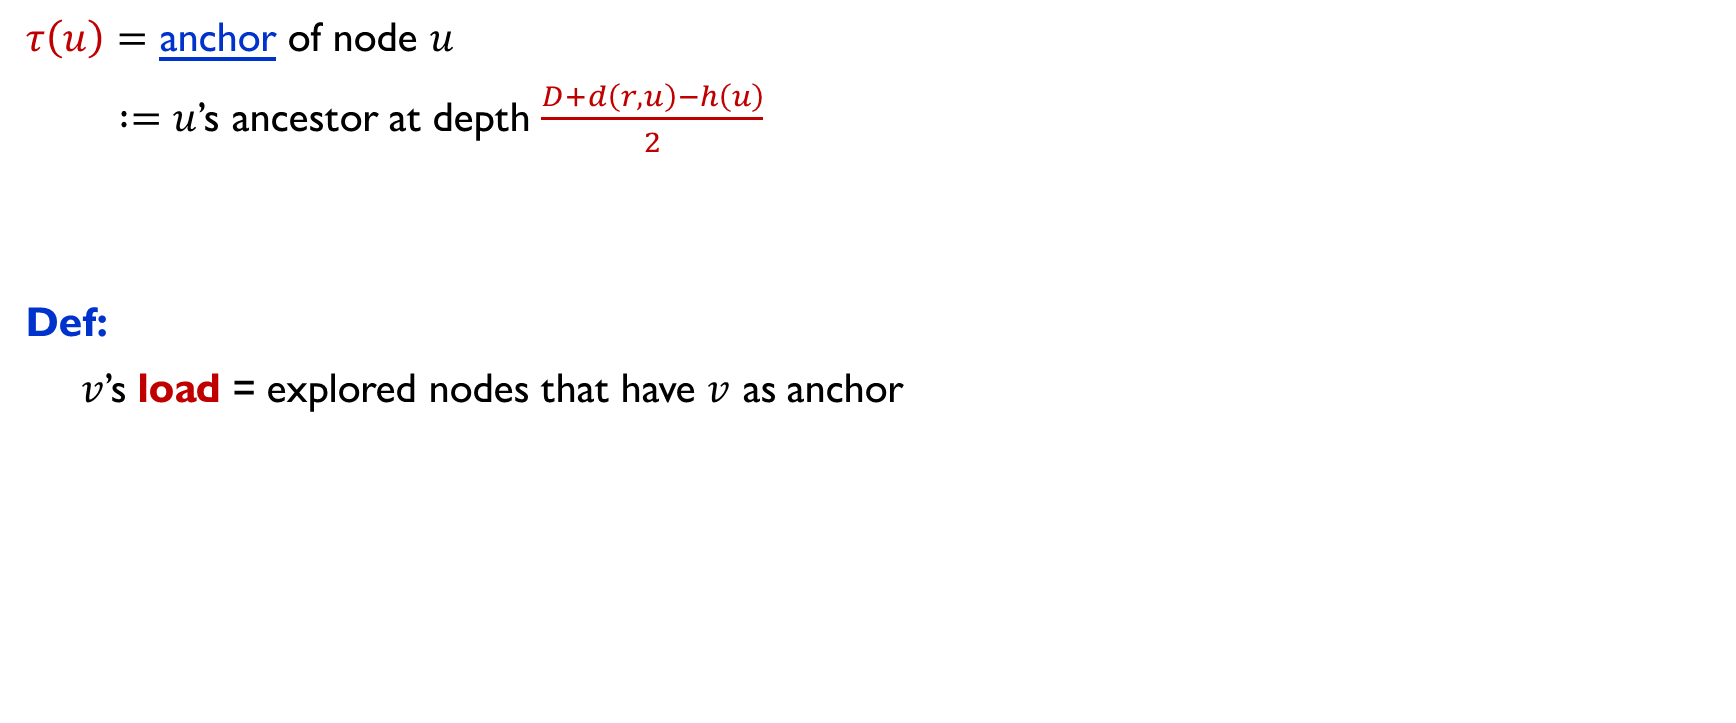 τ(u) = anchor of node u
:= u’s ancestor at depth (D+d(r,u)−h(u))/2
Def:
v’s load = explored nodes that have v as anchor